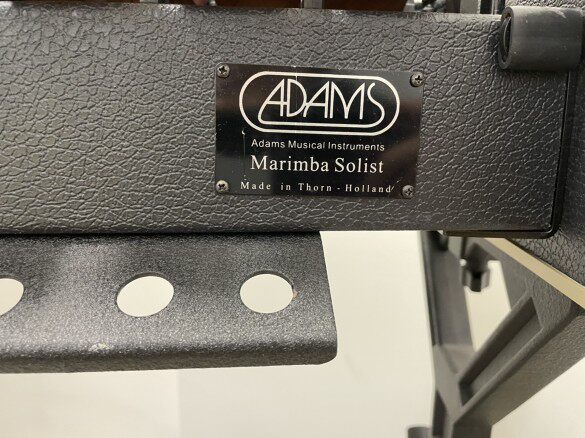 ADAMS
Adams Musical Instruments
Marimba Solist
Made in Thorn - Holland